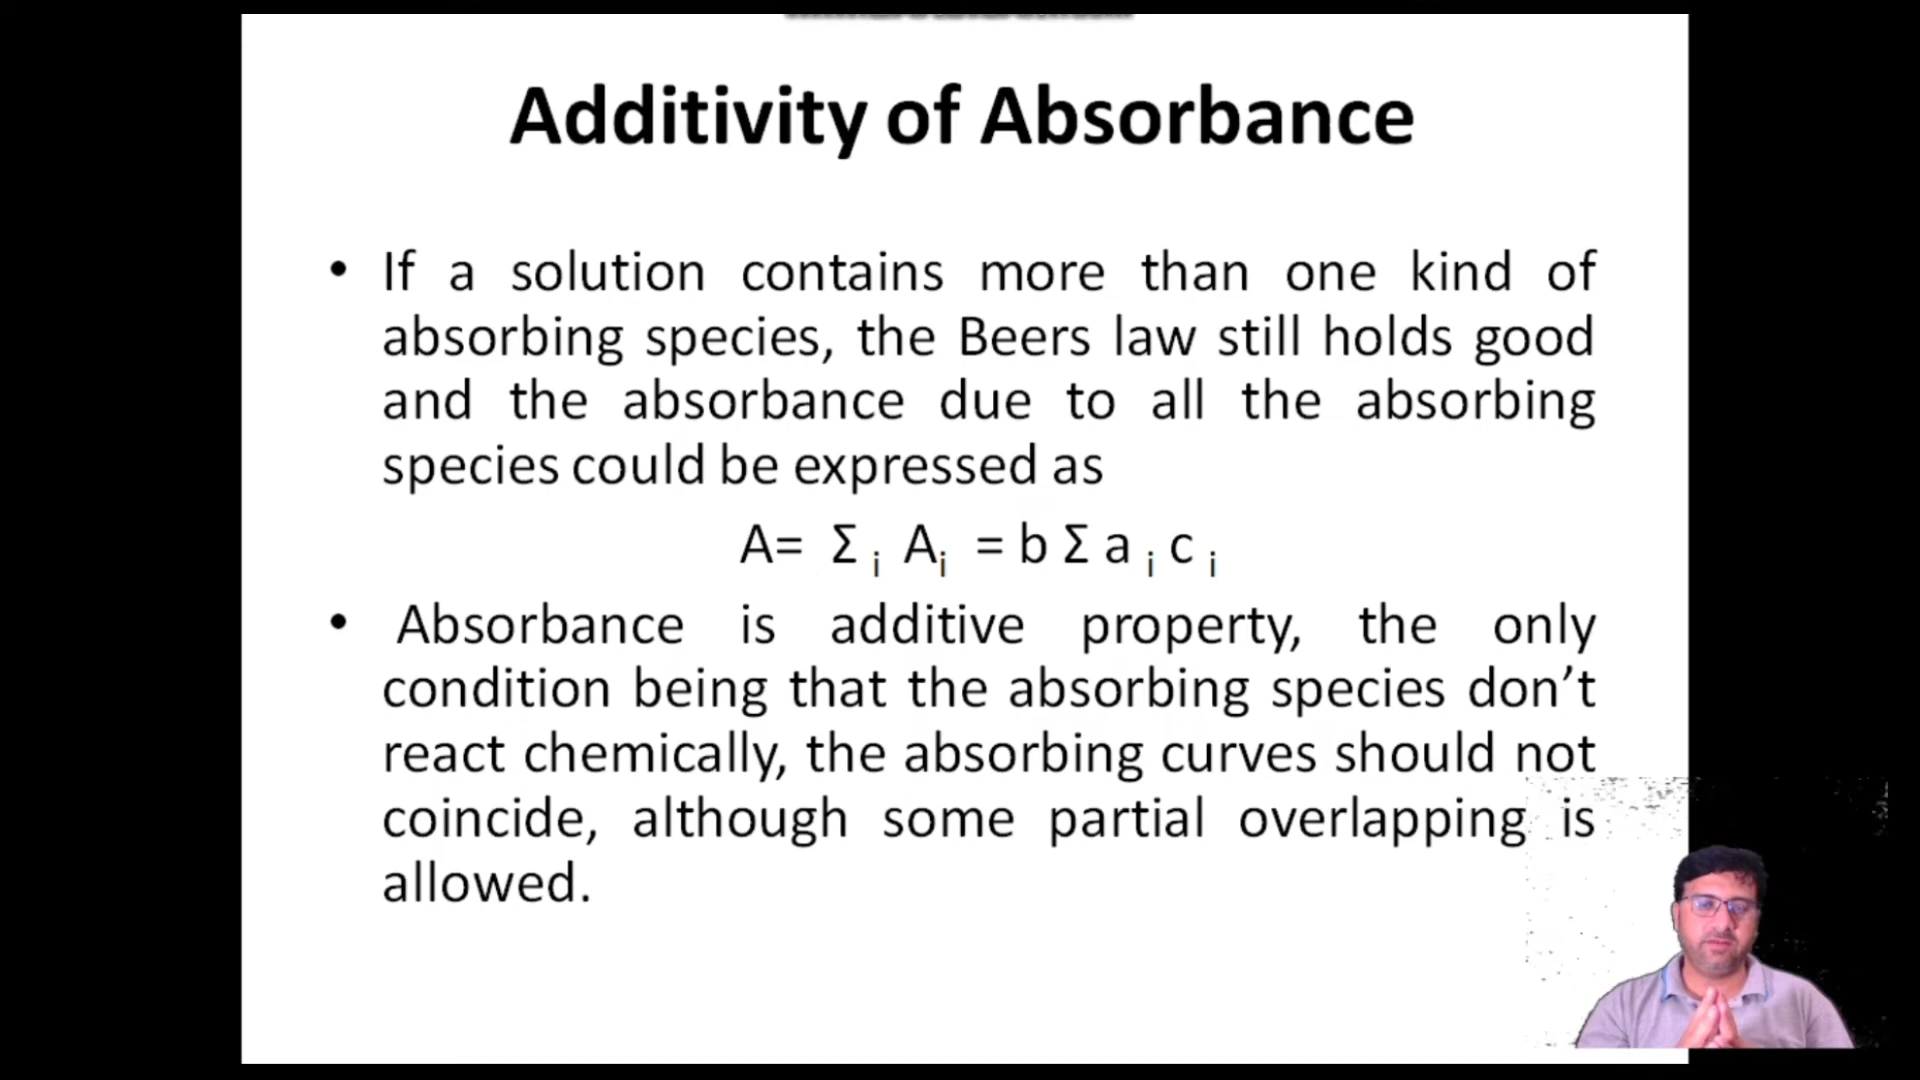 Additivity of Absorbance
• If a solution contains more than one kind of
absorbing species, the Beers law still holds good
and the absorbance due to all the absorbing
species could be expressed as
A= Σ i Ai = b Σ a i c i
• Absorbance is additive property, the only
condition being that the absorbing species don’t
react chemically, the absorbing curves should not
coincide, although some partial overlapping is
allowed.